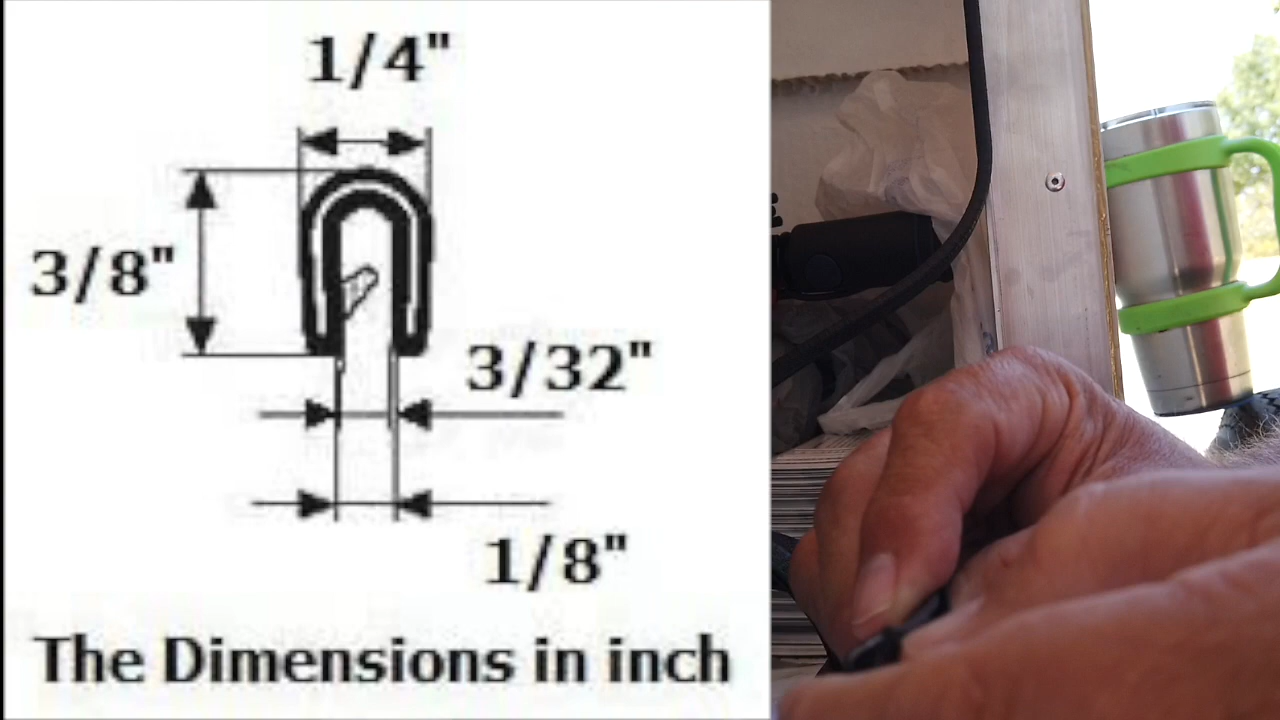 1/4"
3/8"
3/32"
1/8"
The Dimensions in inch